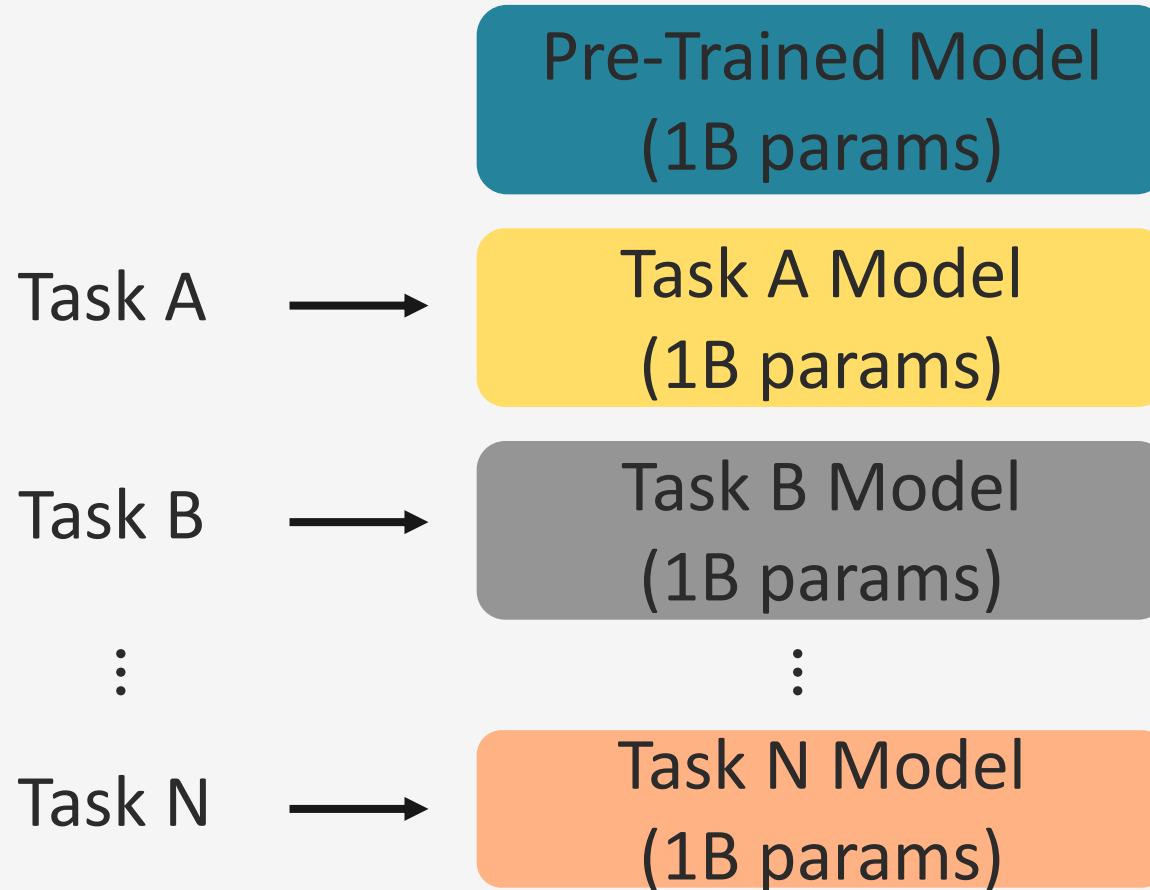 Pre-Trained Model
(1B params)
Task A
Task A Model
(1B params)
Task B
Task B Model
(1B params)
⋮ ⋮
Task N
Task N Model
(1B params)